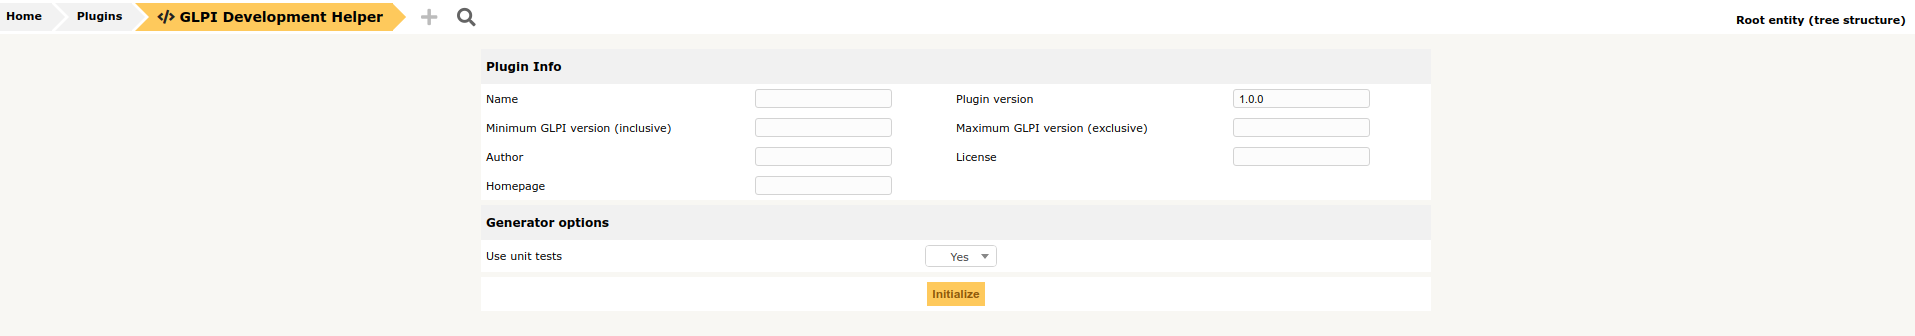 Home Plugins </> GLPI Development Helper
Root entity (tree structure)
Plugin Info
Name Plugin version 1.0.0
Minimum GLPI version (inclusive) Maximum GLPI version (exclusive)
Author License
Homepage
Generator options
Use unit tests Yes
Initialize